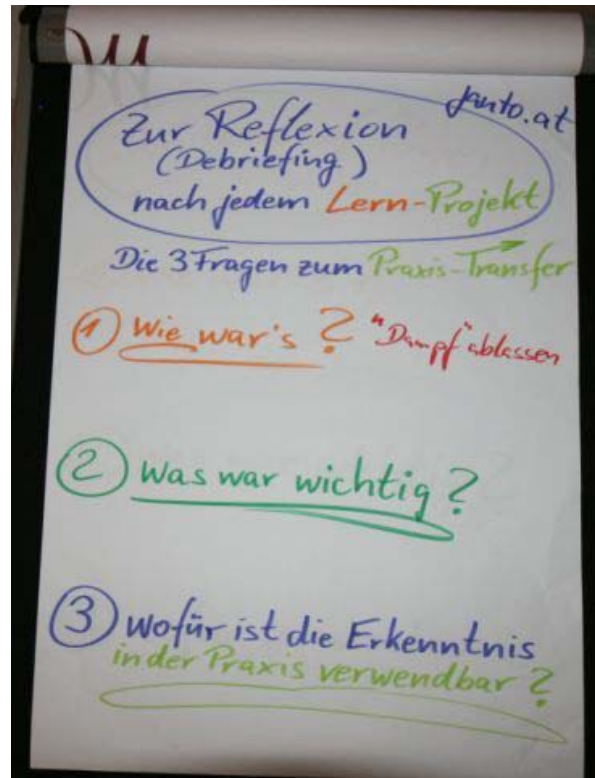 janto.at
Zur Reflexion
(Debriefing)
nach jedem Lern-Projekt
Die 3 Fragen zum Praxis-Transfer
1 Wie war's ? "Dampf" ablassen
2 was war wichtig ?
3 wofür ist die Erkenntnis
in der Praxis verwendbar ?